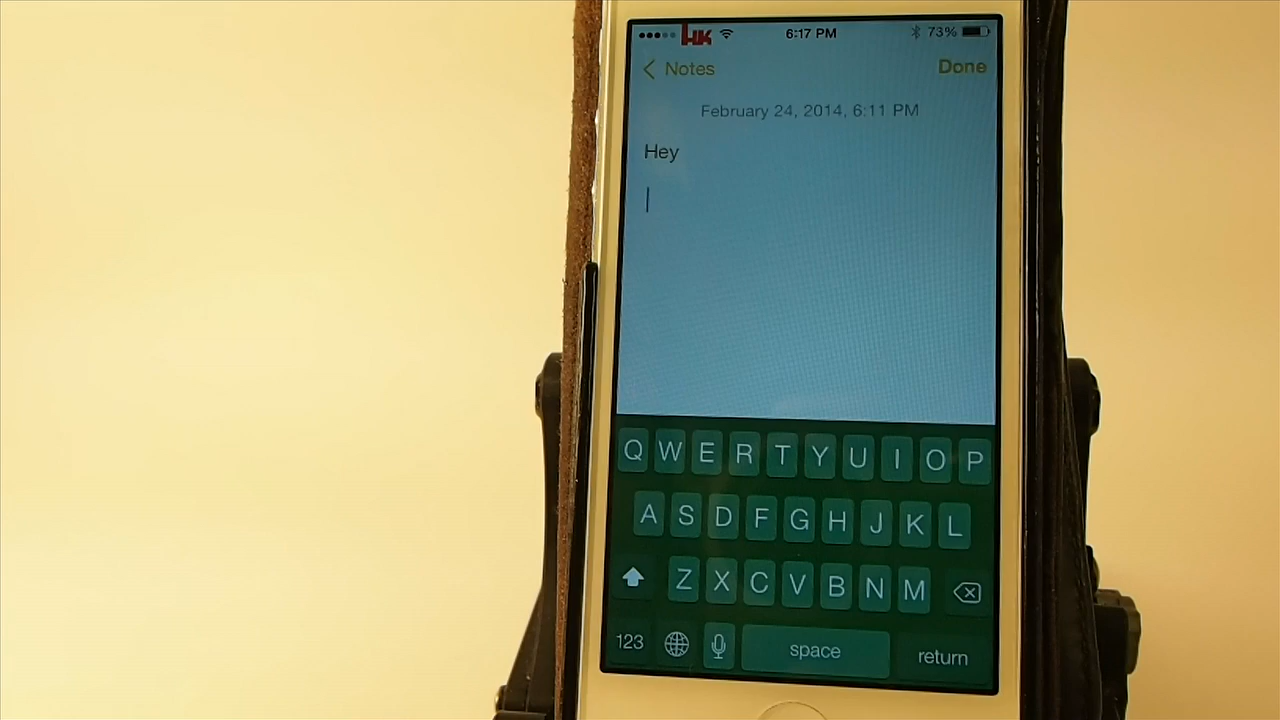 HK 6:17 PM 73%
Notes Done
February 24, 2014, 6:11 PM
Hey
Q W E R T Y U I O P
A S D F G H J K L
Z X C V B N M
123 space return